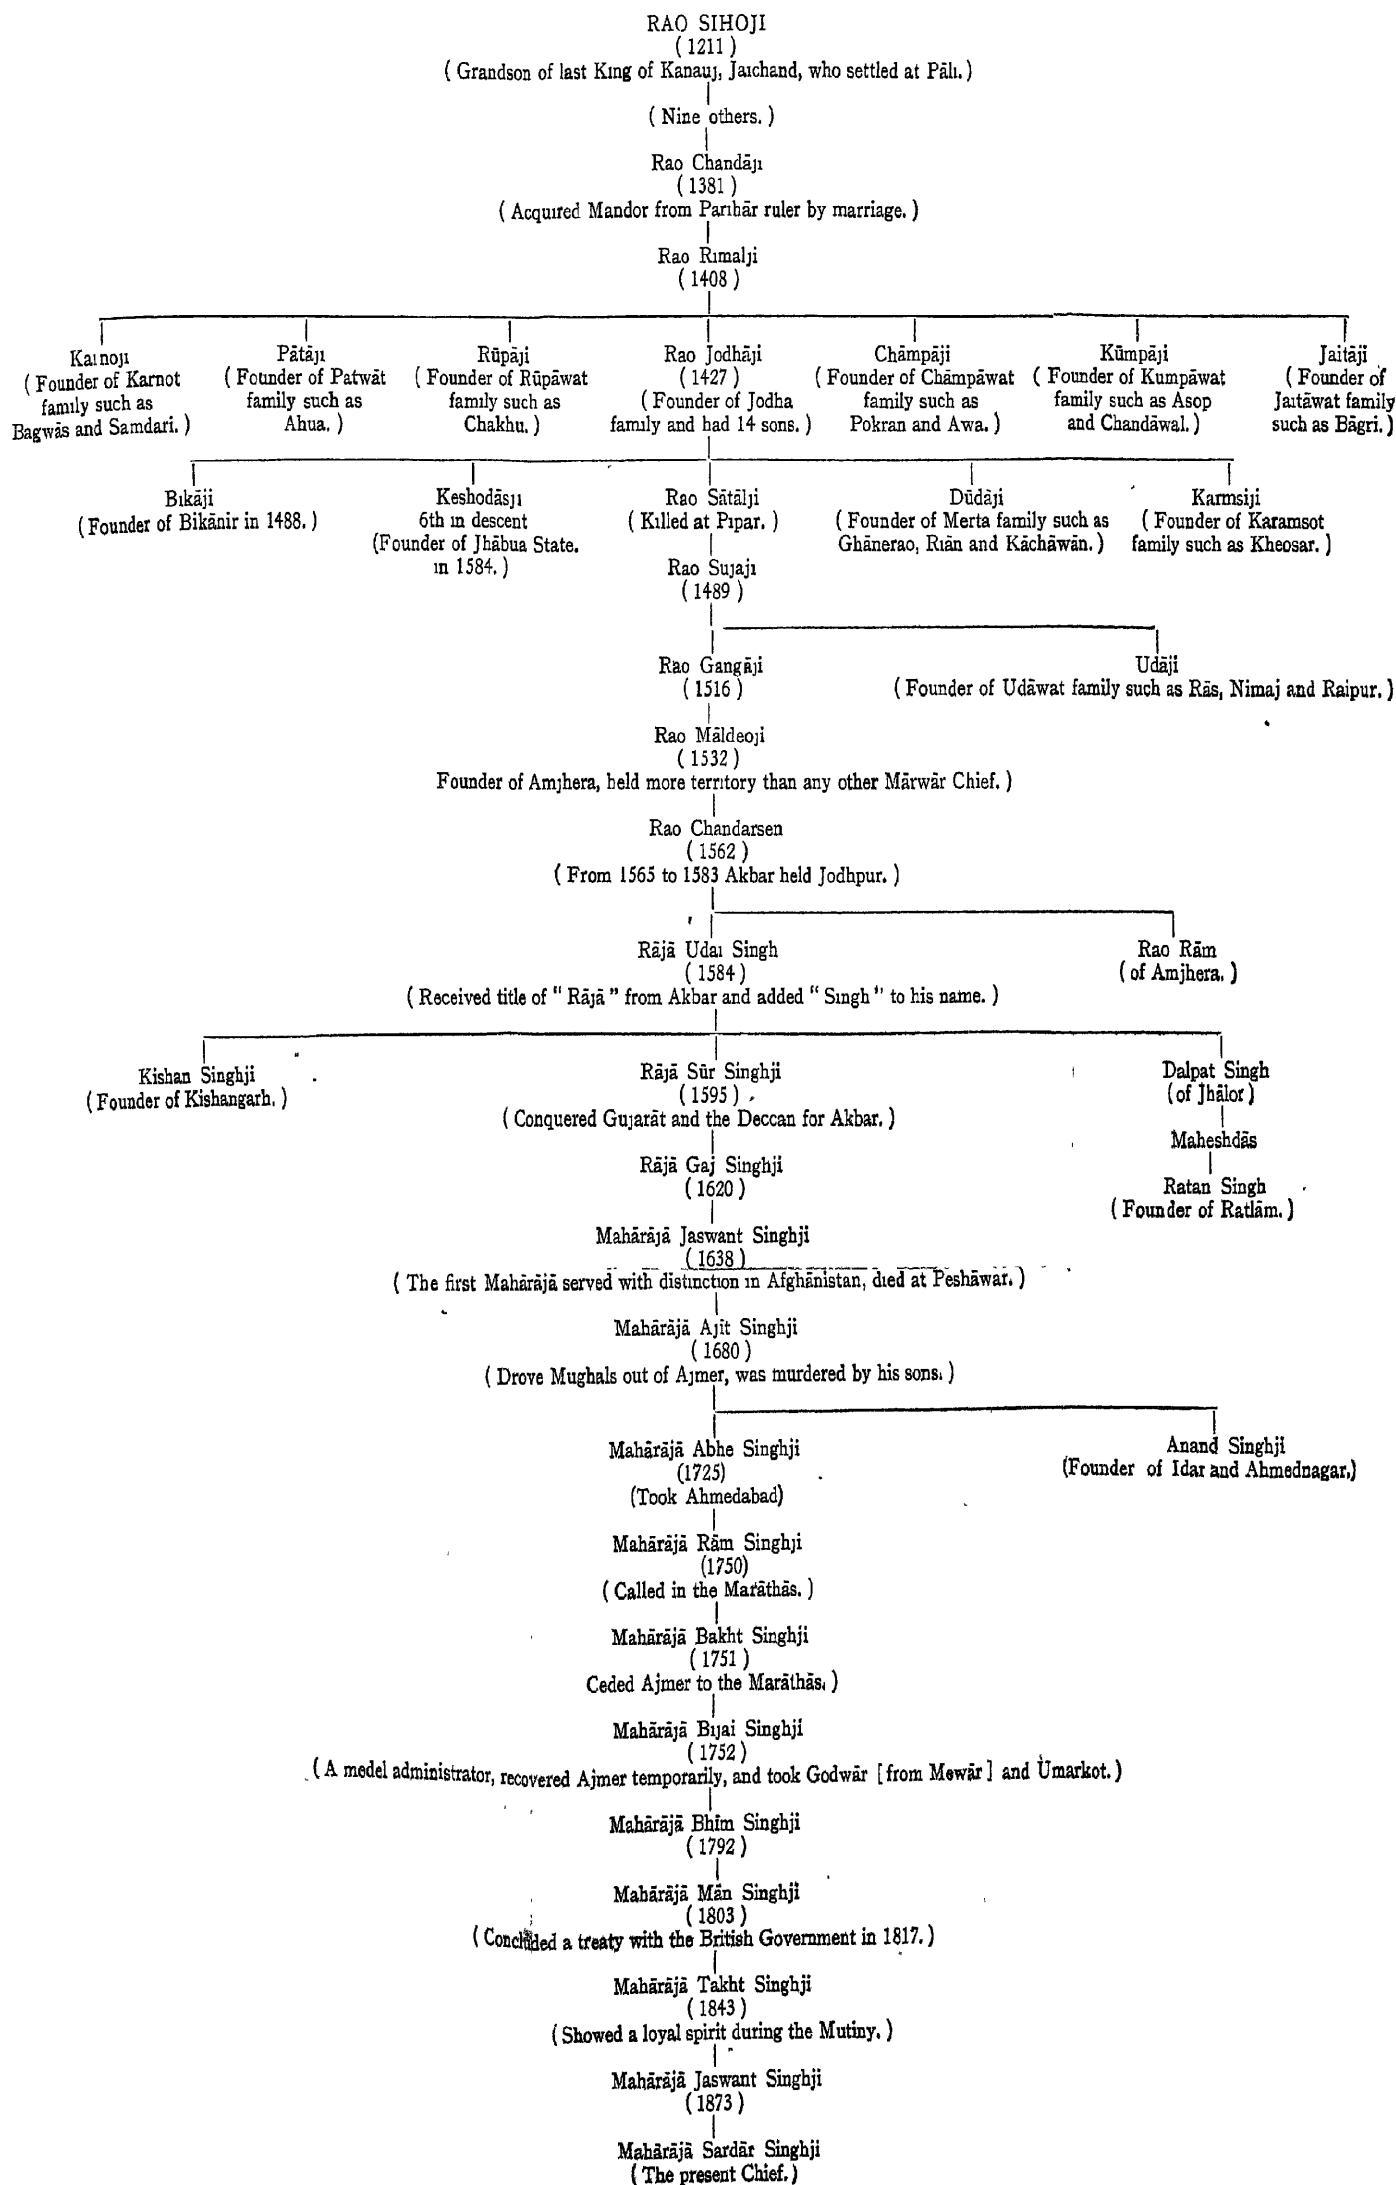 RAO SIHOJI
( 1211 )
( Grandson of last King of Kanauj, Jaichand, who settled at Pāli. )
( Nine others. )
Rao Chandāji
( 1381 )
( Acquired Mandor from Parihār ruler by marriage. )
Rao Rimalji
( 1408 )
Karnoji
( Founder of Karnot
family such as
Bagwās and Samdari. )
Pātāji
( Founder of Patwāt
family such as
Ahua. )
Rūpāji
( Founder of Rūpāwat
family such as
Chakhu. )
Rao Jodhāji
( 1427 )
( Founder of Jodha
family and had 14 sons. )
Chāmpāji
( Founder of Chāmpāwat
family such as
Pokran and Awa. )
Kūmpāji
( Founder of Kumpāwat
family such as Asop
and Chandāwal. )
Jaitāji
( Founder of
Jaitāwat family
such as Bāgri. )
Bikāji
( Founder of Bikānir in 1488. )
Keshodāsji
6th in descent
(Founder of Jhābua State.
in 1584. )
Rao Sātālji
( Killed at Pipar. )
Dūdāji
( Founder of Merta family such as
Ghānerao, Riān and Kāchāwān. )
Karmsiji
( Founder of Karamsot
family such as Kheosar. )
Rao Sujaji
( 1489 )
Rao Gangāji
( 1516 )
Udāji
( Founder of Udāwat family such as Rās, Nimaj and Raipur. )
Rao Māldeoji
( 1532 )
Founder of Amjhera, held more territory than any other Mārwār Chief. )
Rao Chandarsen
( 1562 )
( From 1565 to 1583 Akbar held Jodhpur. )
Rājā Udai Singh
( 1584 )
( Received title of " Rājā " from Akbar and added " Singh " to his name. )
Rao Rām
( of Amjhera. )
Kishan Singhji
( Founder of Kishangarh. )
Rājā Sūr Singhji
( 1595 )
( Conquered Gujarāt and the Deccan for Akbar. )
Dalpat Singh
( of Jhālor )
Maheshdās
Ratan Singh
( Founder of Ratlām. )
Rājā Gaj Singhji
( 1620 )
Mahārājā Jaswant Singhji
( 1638 )
( The first Mahārājā served with distinction in Afghānistan, died at Peshāwar. )
Mahārājā Ajīt Singhji
( 1680 )
( Drove Mughals out of Ajmer, was murdered by his sons. )
Mahārājā Abhe Singhji
(1725)
(Took Ahmedabad)
Anand Singhji
(Founder of Idar and Ahmednagar.)
Mahārājā Rām Singhji
(1750)
( Called in the Marāthās. )
Mahārājā Bakht Singhji
( 1751 )
Ceded Ajmer to the Marāthās. )
Mahārājā Bijai Singhji
( 1752 )
( A medel administrator, recovered Ajmer temporarily, and took Godwār [ from Mewār ] and Umarkot. )
Mahārājā Bhīm Singhji
( 1792 )
Mahārājā Mān Singhji
( 1803 )
( Concluded a treaty with the British Government in 1817. )
Mahārājā Takht Singhji
( 1843 )
( Showed a loyal spirit during the Mutiny. )
Mahārājā Jaswant Singhji
( 1873 )
Mahārājā Sardār Singhji
( The present Chief. )